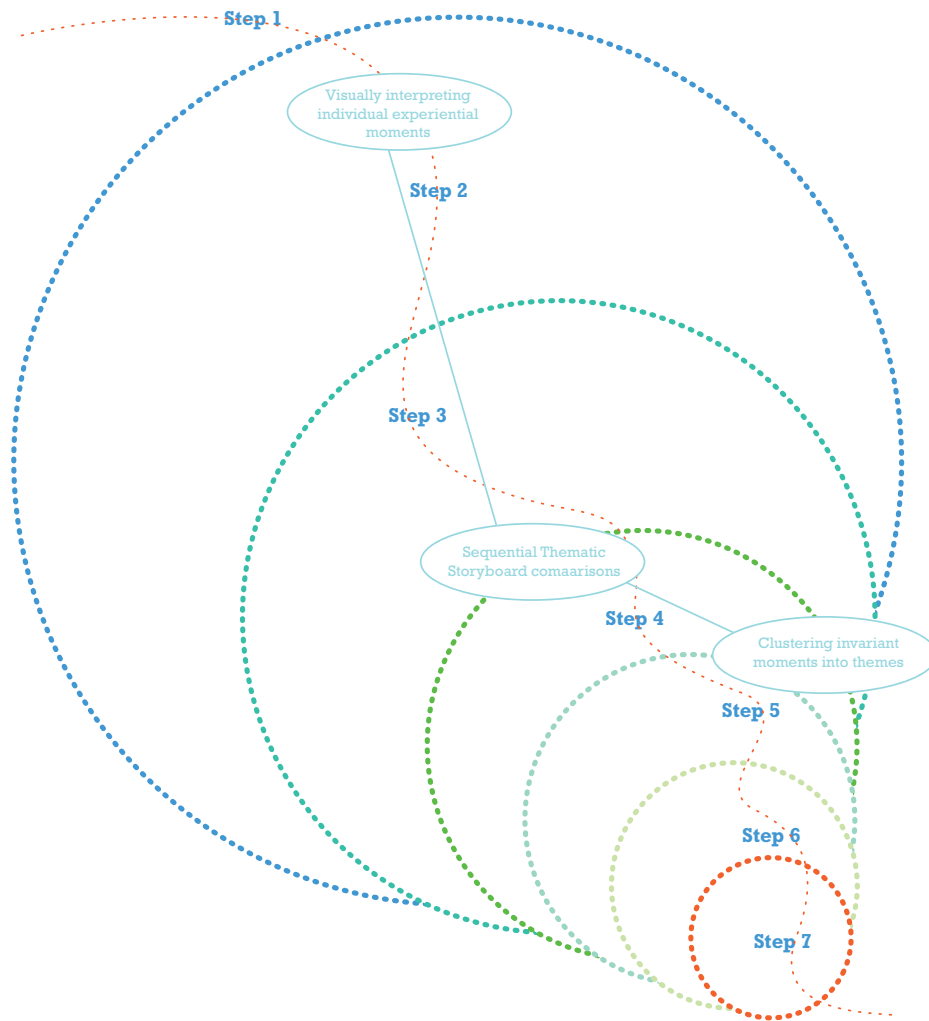 Step 1
Visually interpreting
individual experiential
moments
Step 2
Step 3
Sequential Thematic
Storyboard comaarisons
Step 4
Clustering invariant
moments into themes
Step 5
Step 6
Step 7